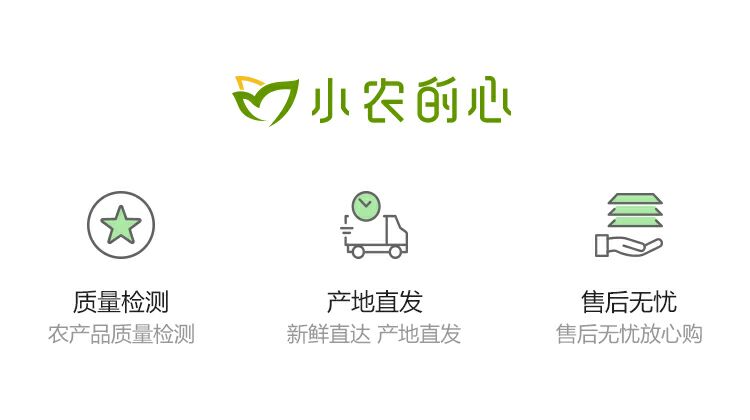 小农的心
质量检测
农产品质量检测
产地直发
新鲜直达 产地直发
售后无忧
售后无忧放心购